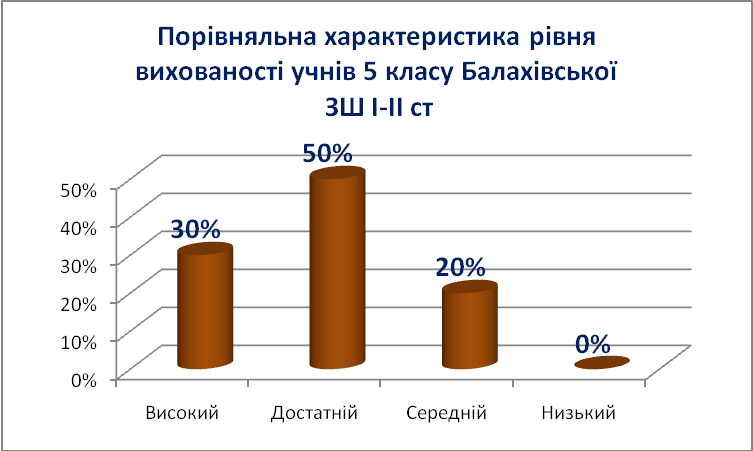 Порівняльна характеристика рівня
вихованості учнів 5 класу Балахівської
ЗШ І-ІІ ст
50%
30%
20%
0%
50%
40%
30%
20%
10%
0%
Високий Достатній Середній Низький